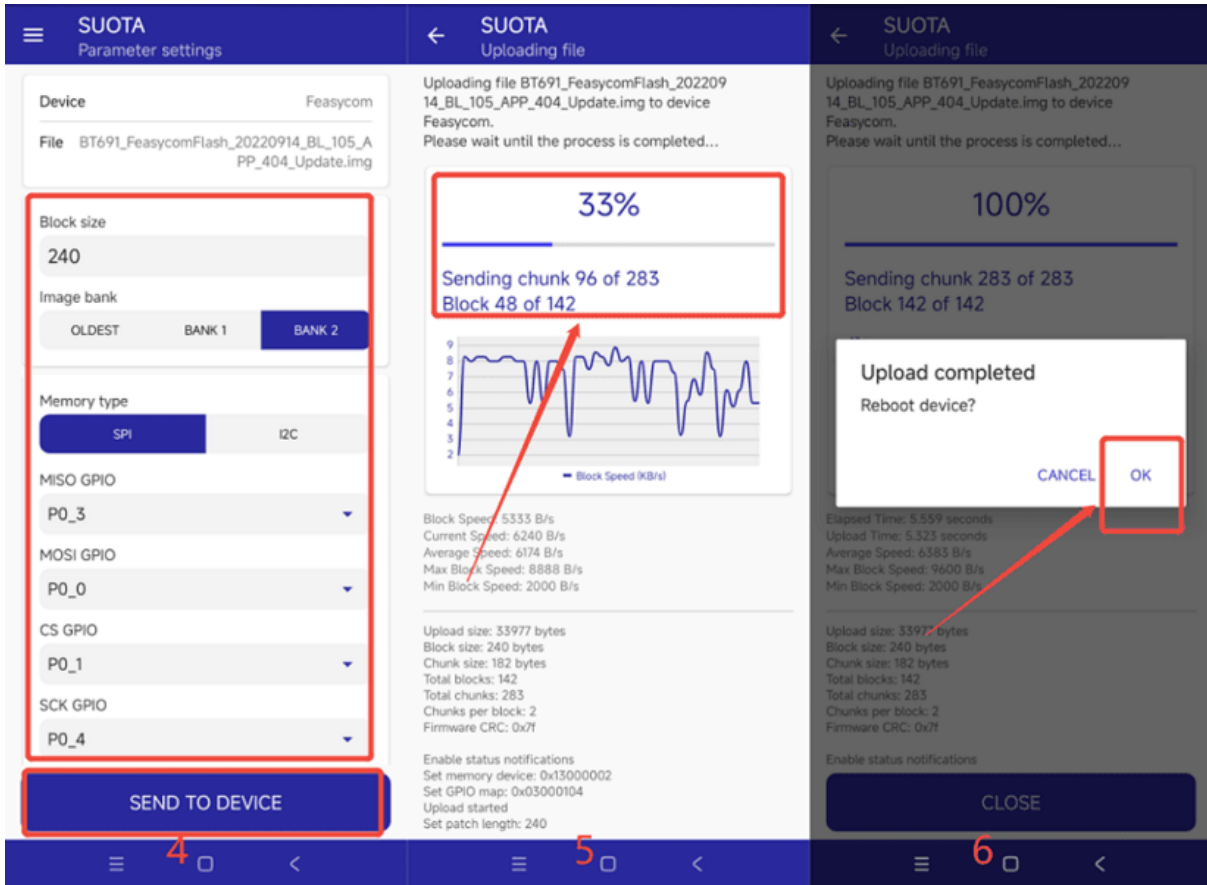 SUOTA
Parameter settings
Device Feasycom
File BT691_FeasycomFlash_20220914_BL_105_A
PP_404_Update.img
Block size
240
Image bank
OLDEST BANK 1 BANK 2
Memory type
SPI I2C
MISO GPIO
P0_3
MOSI GPIO
P0_0
CS GPIO
P0_1
SCK GPIO
P0_4
SEND TO DEVICE
4
SUOTA
Uploading file
Uploading file BT691_FeasycomFlash_202209
14_BL_105_APP_404_Update.img to device
Feasycom.
Please wait until the process is completed...
33%
Sending chunk 96 of 283
Block 48 of 142
9
8
7
6
5
4
3
2
Block Speed (KB/s)
Block Speed: 5333 B/s
Current Speed: 6240 B/s
Average Speed: 6174 B/s
Max Block Speed: 8888 B/s
Min Block Speed: 2000 B/s
Upload size: 33977 bytes
Block size: 240 bytes
Chunk size: 182 bytes
Total blocks: 142
Total chunks: 283
Chunks per block: 2
Firmware CRC: 0x7f
Enable status notifications
Set memory device: 0x13000002
Set GPIO map: 0x03000104
Upload started
Set patch length: 240
5
SUOTA
Uploading file
Uploading file BT691_FeasycomFlash_202209
14_BL_105_APP_404_Update.img to device
Feasycom.
Please wait until the process is completed...
100%
Sending chunk 283 of 283
Block 142 of 142
Upload completed
Reboot device?
CANCEL OK
Elapsed Time: 5.559 seconds
Upload Time: 5.323 seconds
Average Speed: 6383 B/s
Max Block Speed: 9600 B/s
Min Block Speed: 2000 B/s
Upload size: 33977 bytes
Block size: 240 bytes
Chunk size: 182 bytes
Total blocks: 142
Total chunks: 283
Chunks per block: 2
Firmware CRC: 0x7f
Enable status notifications
CLOSE
6